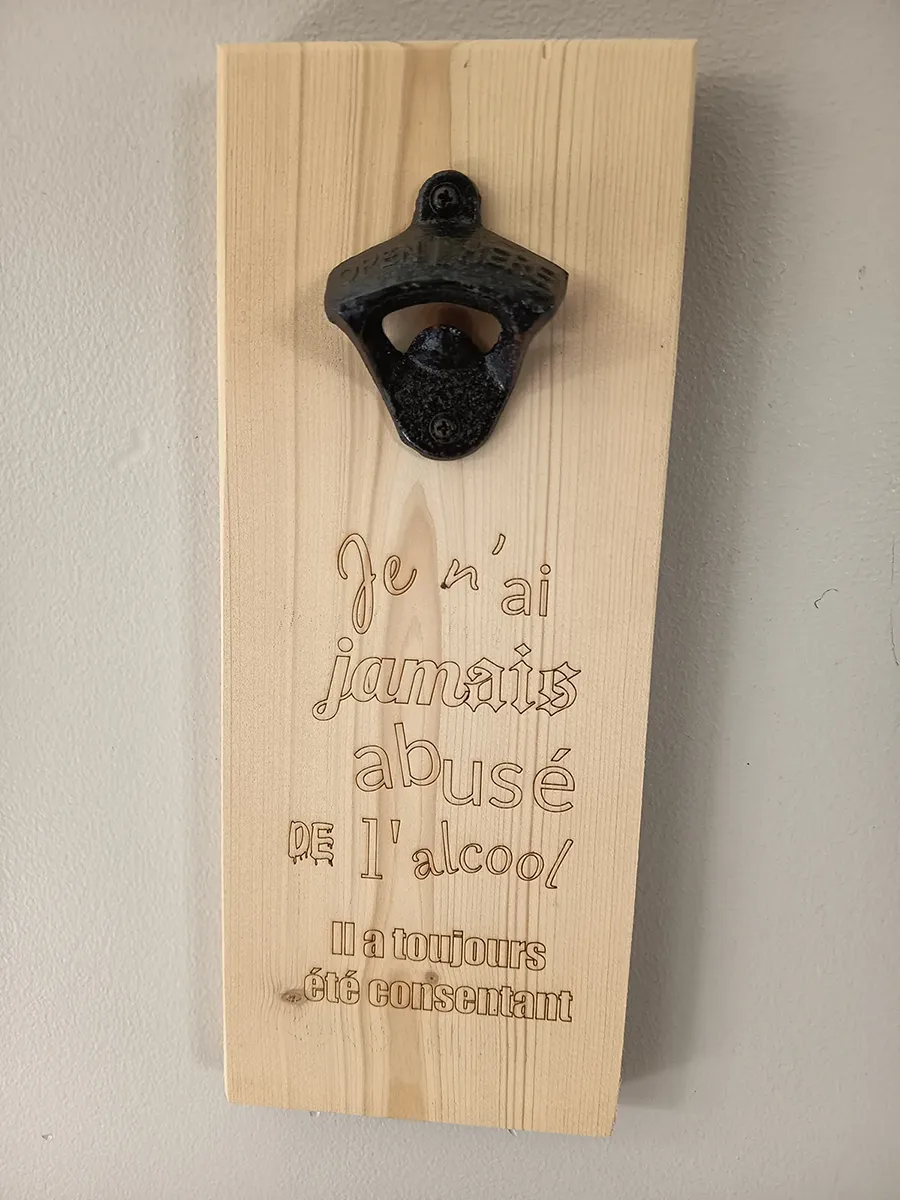 OPEN HERE
Je n'ai
jamais
abusé
DE l'alcool
Il a toujours
été consentant